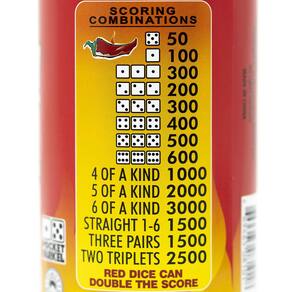 SCORING
COMBINATIONS
50
100
300
200
300
400
500
600
4 OF A KIND 1000
5 OF A KIND 2000
6 OF A KIND 3000
STRAIGHT 1-6 1500
THREE PAIRS 1500
TWO TRIPLETS 2500
RED DICE CAN
DOUBLE THE SCORE